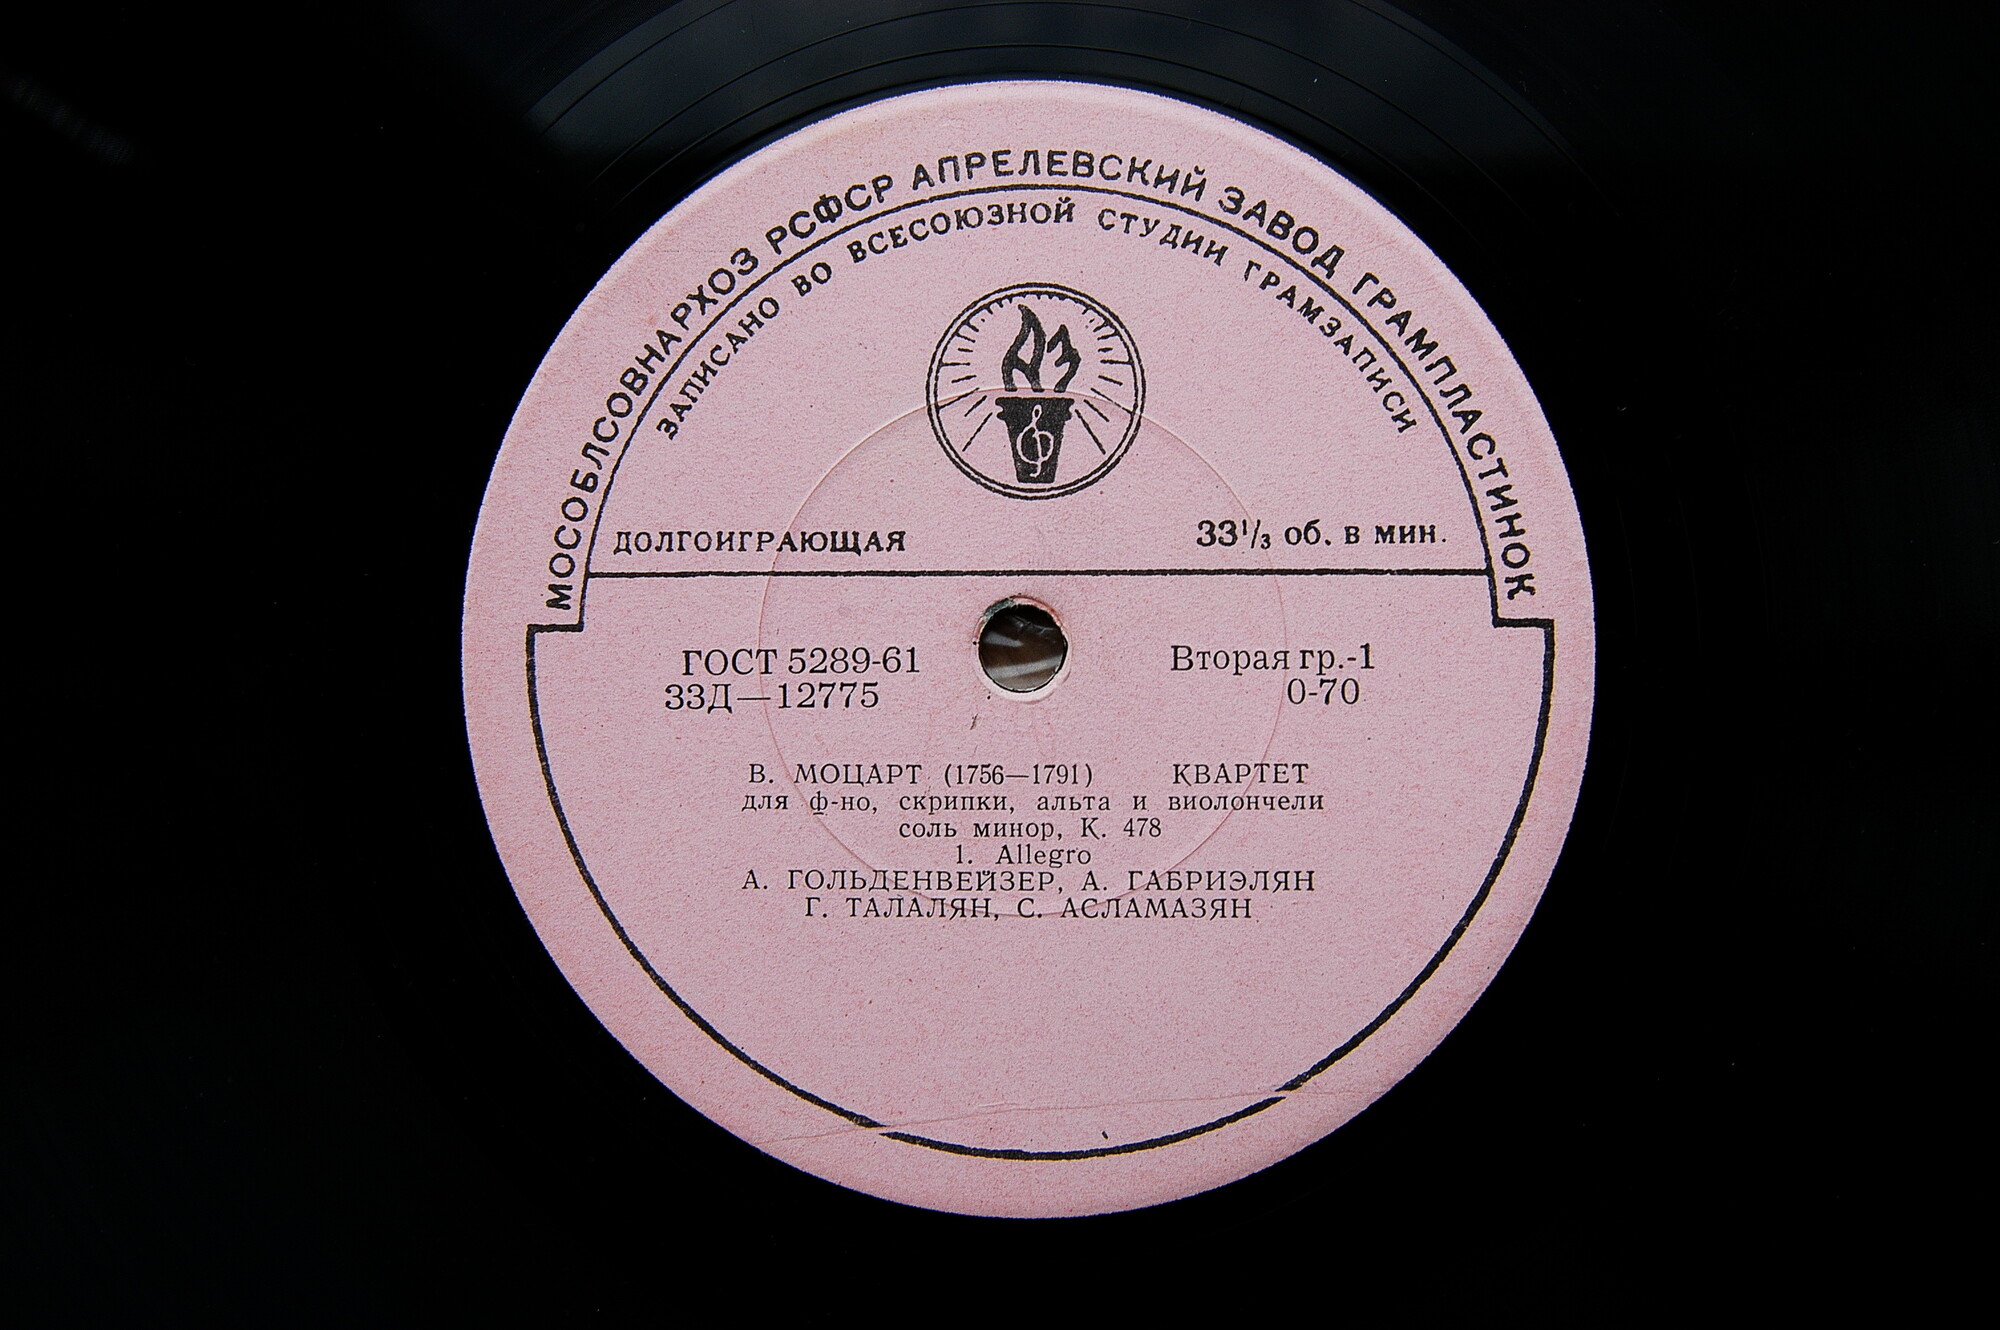 МОСОБЛСОВНАРХОЗ РСФСР АПРЕЛЕВСКИЙ ЗАВОД ГРАМПЛАСТИНОК
ЗАПИСАНО ВО ВСЕСОЮЗНОЙ СТУДИИ ГРАМЗАПИСИ
ДОЛГОИГРАЮЩАЯ 33⅓ об. в мин.
ГОСТ 5289-61 Вторая гр.-1
33Д—12775 0-70
В. МОЦАРТ (1756—1791) КВАРТЕТ
для ф-но, скрипки, альта и виолончели
соль минор, К. 478
1. Allegro
А. ГОЛЬДЕНВЕЙЗЕР, А. ГАБРИЭЛЯН
Г. ТАЛАЛЯН, С. АСЛАМАЗЯН